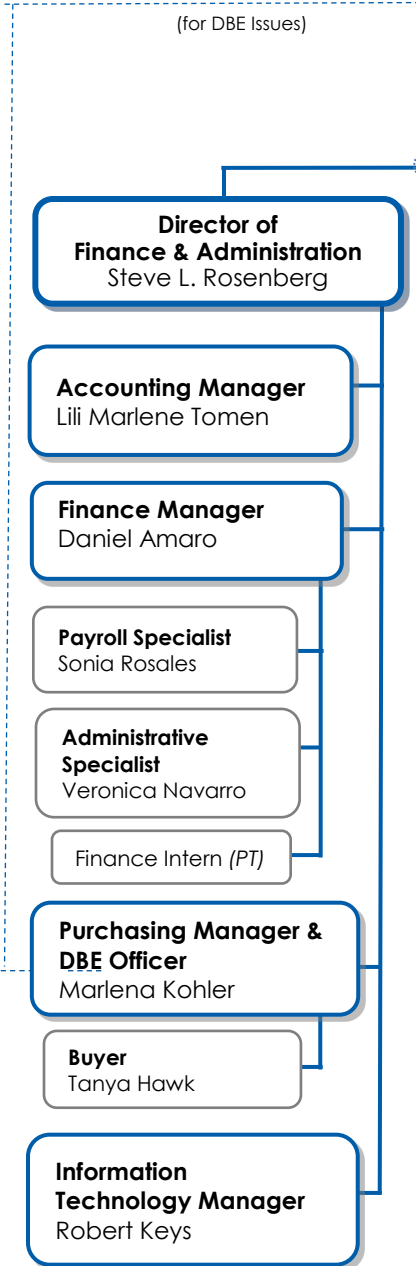 (for DBE Issues)
Director of
Finance & Administration
Steve L. Rosenberg
Accounting Manager
Lili Marlene Tomen
Finance Manager
Daniel Amaro
Payroll Specialist
Sonia Rosales
Administrative
Specialist
Veronica Navarro
Finance Intern (PT)
Purchasing Manager &
DBE Officer
Marlena Kohler
Buyer
Tanya Hawk
Information
Technology Manager
Robert Keys